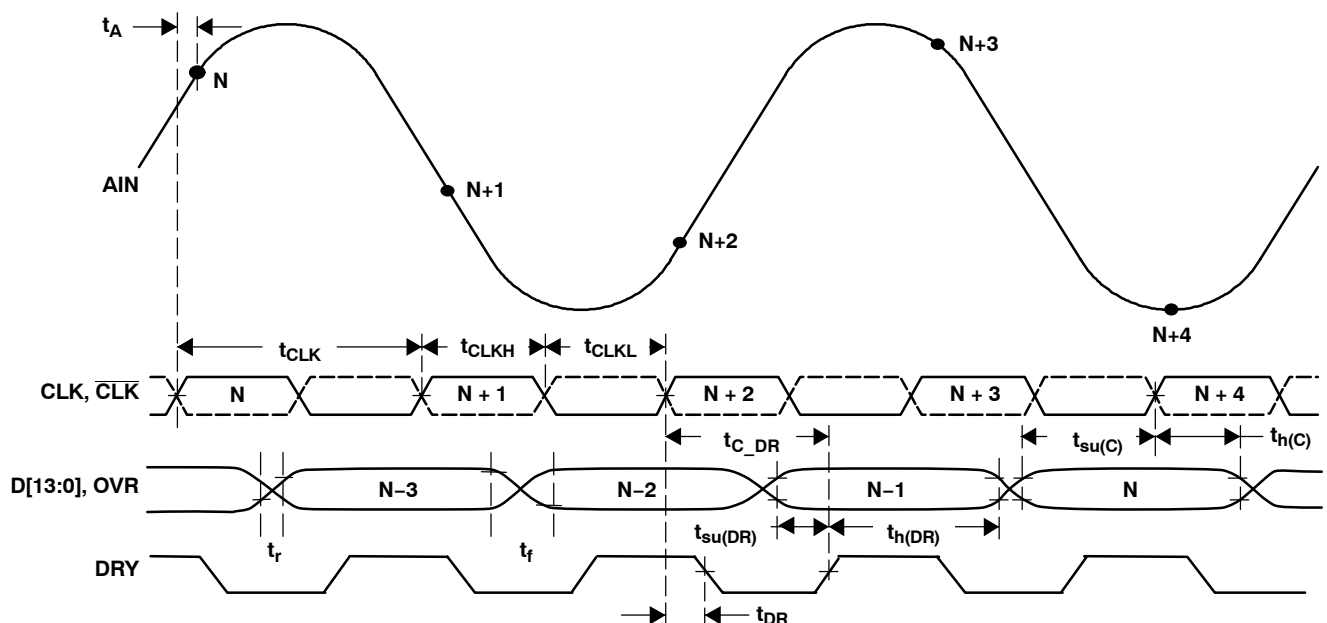 tA
N
N+3
AIN
N+1
N+2
N+4
tCLK
tCLKH
tCLKL
CLK, CLK
N
N + 1
N + 2
N + 3
N + 4
tC_DR
tsu(C)
th(C)
D[13:0], OVR
N−3
N−2
N−1
N
tr
tf
tsu(DR)
th(DR)
DRY
tDR